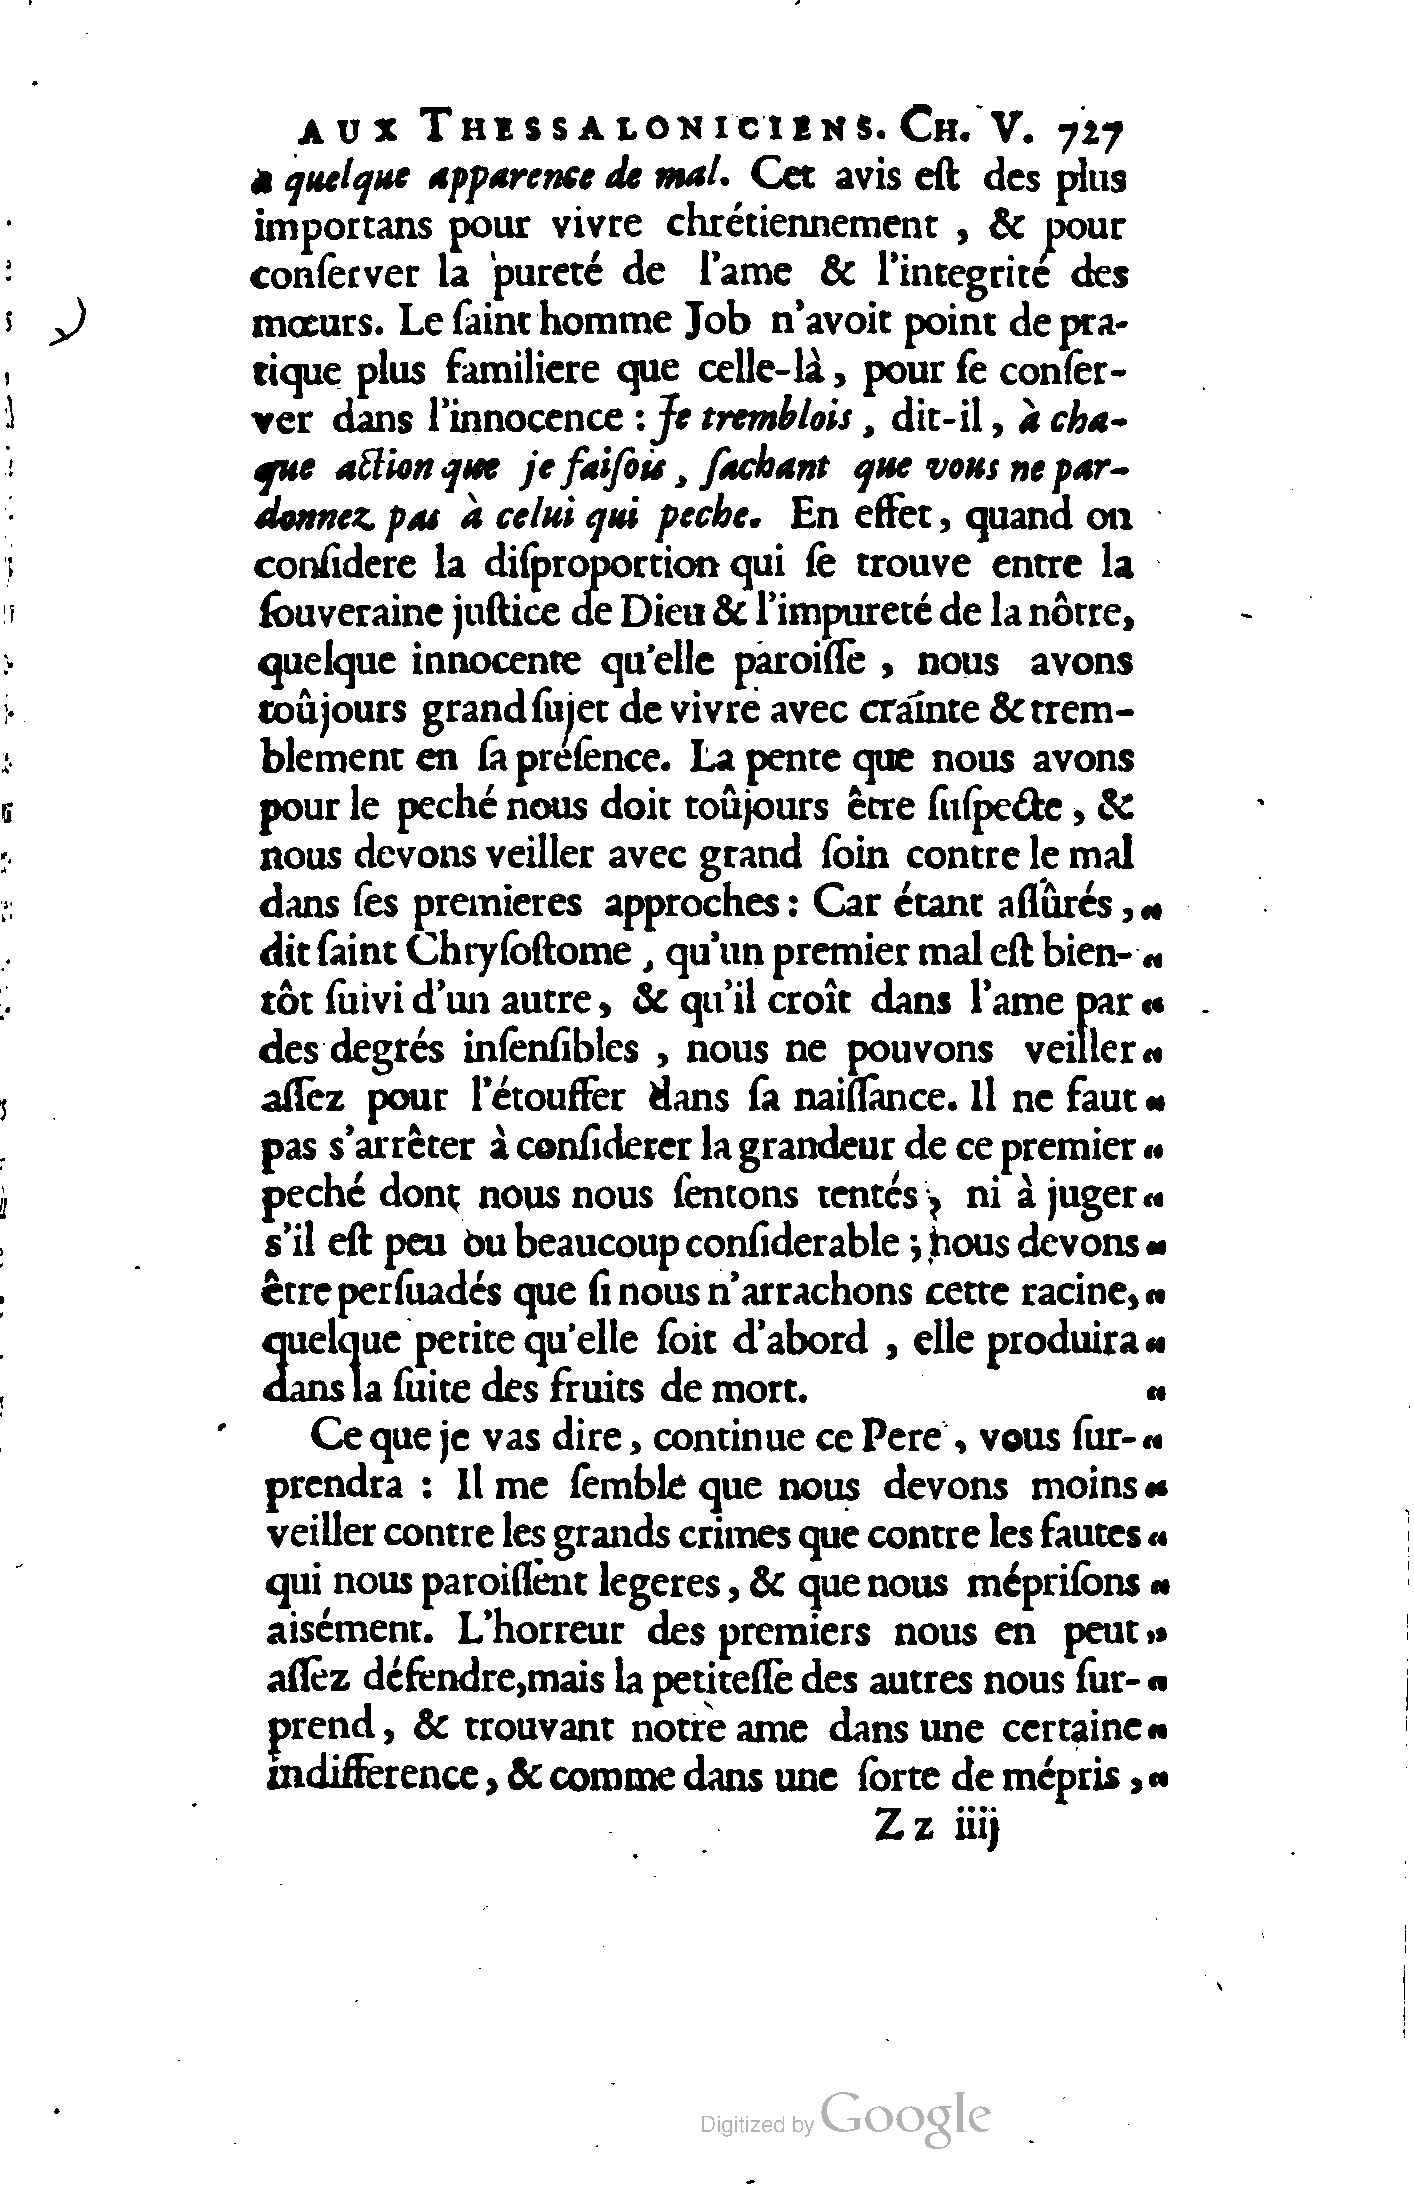 AUX THESSALONICIENS. CH. V. 727
a quelque apparence de mal. Cet avis eſt des plus
importans pour vivre chrétiennement , & pour
conſerver la pureté de l'ame & l'integrité des
mœurs. Le ſaint homme Job n'avoit point de pra-
tique plus familiere que celle-là, pour ſe conſer-
ver dans l'innocence : Je tremblois, dit-il, à cha-
que action que je faiſois, ſachant que vous ne par-
donnez pas à celui qui peche. En effet, quand on
conſidere la diſproportion qui ſe trouve entre la
ſouveraine juſtice de Dieu & l'impureté de la nôtre,
quelque innocente qu'elle paroiſſe , nous avons
toûjours grand ſujet de vivre avec crainte & trem-
blement en ſa préſence. La pente que nous avons
pour le peché nous doit toûjours être ſuſpecte, &
nous devons veiller avec grand ſoin contre le mal
dans ſes premieres approches : Car étant aſſûrés, “
dit ſaint Chryſoſtome, qu'un premier mal eſt bien- “
tôt ſuivi d'un autre, & qu'il croît dans l'ame par “
des degrés inſenſibles , nous ne pouvons veiller “
aſſez pour l'étouffer dans ſa naiſſance. Il ne faut “
pas s'arrêter à conſiderer la grandeur de ce premier “
peché dont nous nous ſentons tentés, ni à juger “
s'il eſt peu ou beaucoup conſiderable ; nous devons “
être perſuadés que ſi nous n'arrachons cette racine, “
quelque petite qu'elle ſoit d'abord , elle produira “
dans la ſuite des fruits de mort. “
Ce que je vas dire, continue ce Pere, vous ſur- “
prendra : Il me ſemble que nous devons moins “
veiller contre les grands crimes que contre les fautes “
qui nous paroiſſent legeres, & que nous mépriſons “
aisément. L'horreur des premiers nous en peut ”
aſſez défendre, mais la petiteſſe des autres nous ſur- “
prend, & trouvant notre ame dans une certaine “
indifference, & comme dans une ſorte de mépris, “
Z z iiij
Digitized by Google